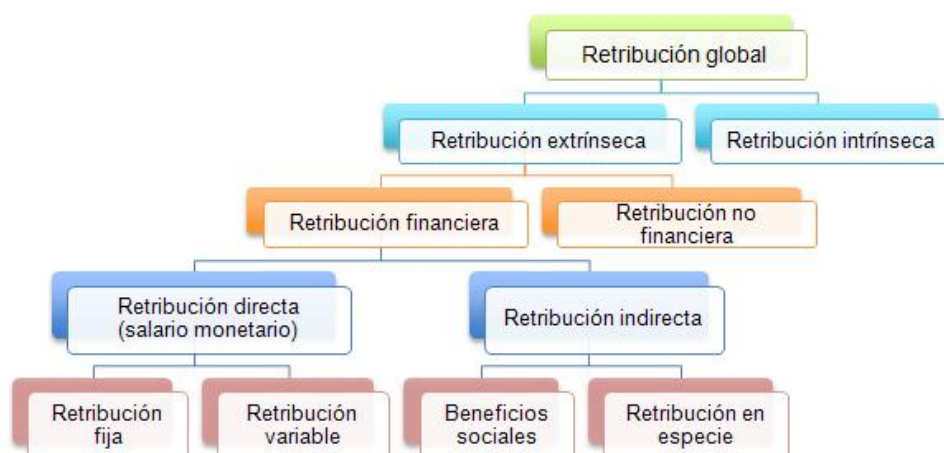 Retribución global
Retribución extrínseca
Retribución intrínseca
Retribución financiera
Retribución no
financiera
Retribución directa
(salario monetario)
Retribución indirecta
Retribución
fija
Retribución
variable
Beneficios
sociales
Retribución en
especie